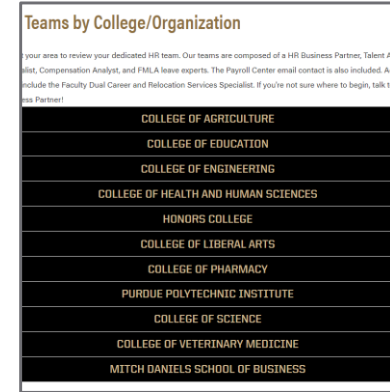 Teams by College/Organization
your area to review your dedicated HR team. Our teams are composed of a HR Business Partner, Talent A
alist, Compensation Analyst, and FMLA leave experts. The Payroll Center email contact is also included. A
nclude the Faculty Dual Career and Relocation Services Specialist. If you're not sure where to begin, talk t
ess Partner!
COLLEGE OF AGRICULTURE
COLLEGE OF EDUCATION
COLLEGE OF ENGINEERING
COLLEGE OF HEALTH AND HUMAN SCIENCES
HONORS COLLEGE
COLLEGE OF LIBERAL ARTS
COLLEGE OF PHARMACY
PURDUE POLYTECHNIC INSTITUTE
COLLEGE OF SCIENCE
COLLEGE OF VETERINARY MEDICINE
MITCH DANIELS SCHOOL OF BUSINESS